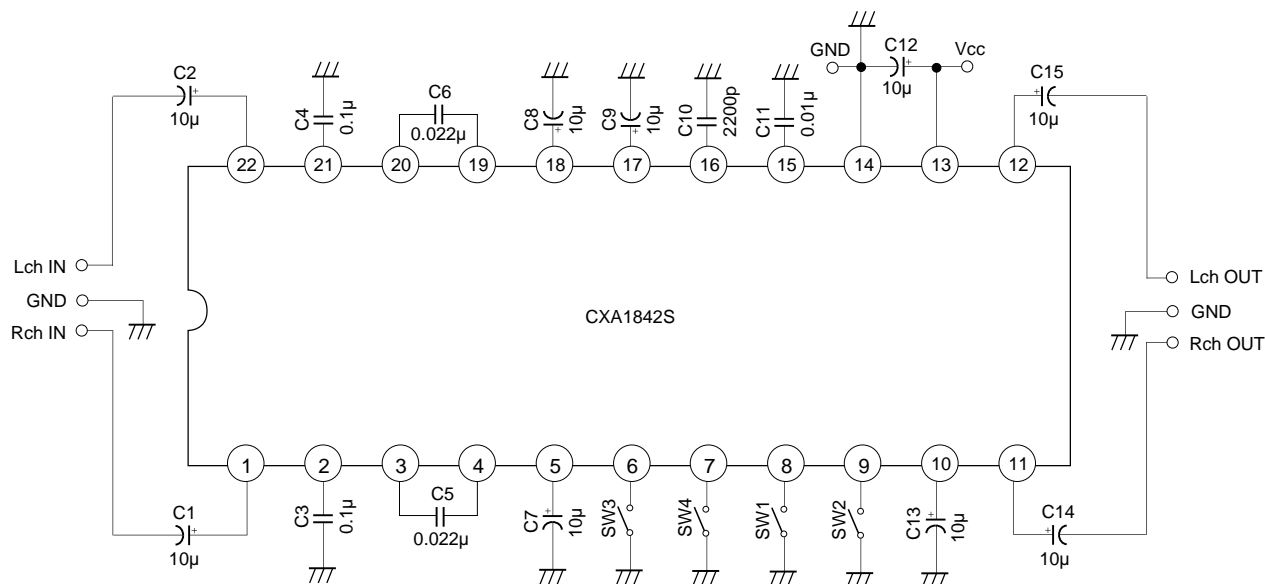 GND
C12
10µ
Vcc
C2
10µ
C4
0.1µ
C6
0.022µ
C8
10µ
C9
10µ
C10
2200p
C11
0.01µ
C15
10µ
22
21
20
19
18
17
16
15
14
13
12
Lch IN
GND
Rch IN
CXA1842S
Lch OUT
GND
Rch OUT
1
2
3
4
5
6
7
8
9
10
11
C1
10µ
C3
0.1µ
C5
0.022µ
C7
10µ
SW3
SW4
SW1
SW2
C13
10µ
C14
10µ